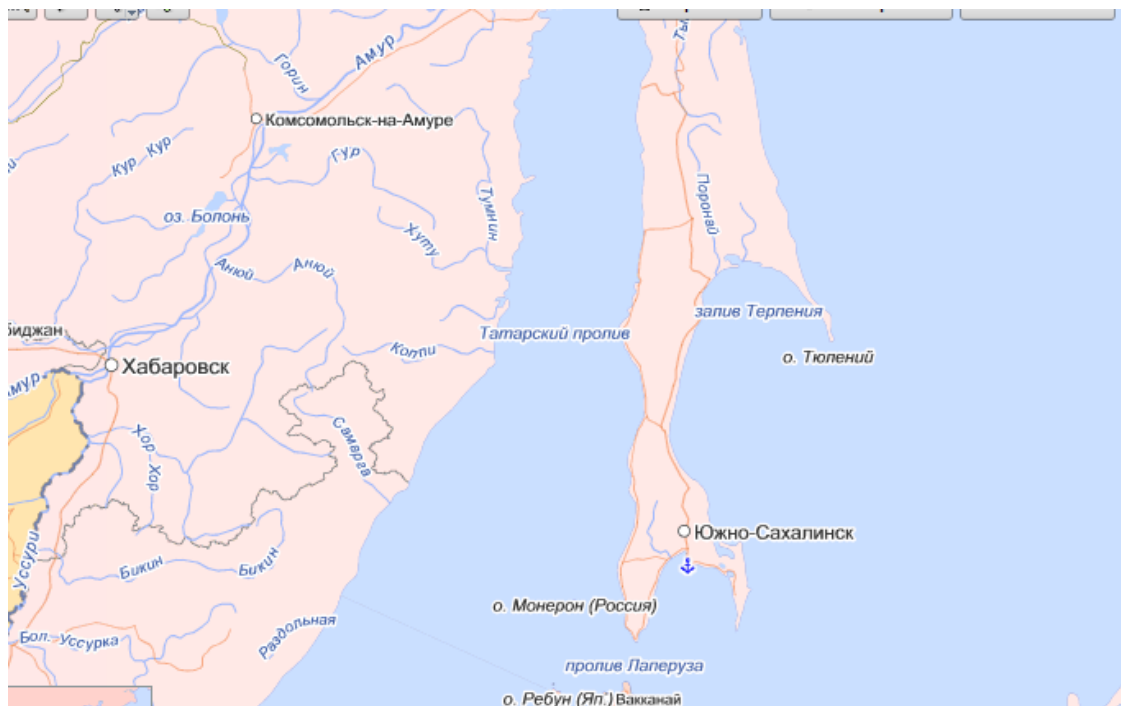 Амур
Горин
Комсомольск-на-Амуре
Кур Кур
Гур
Тумнин
Поронай
оз. Болонь
Хуту
Анюй
Анюй
залив Терпения
биджан
Татарский пролив
Коппи
о. Тюлений
Хабаровск
Амур
Самарга
Хор-Хор
Южно-Сахалинск
Уссури
Бикин
Бикин
о. Монерон (Россия)
Раздольная
Бол. Уссурка
пролив Лаперуза
о. Ребун (Яп.)
Вакканай